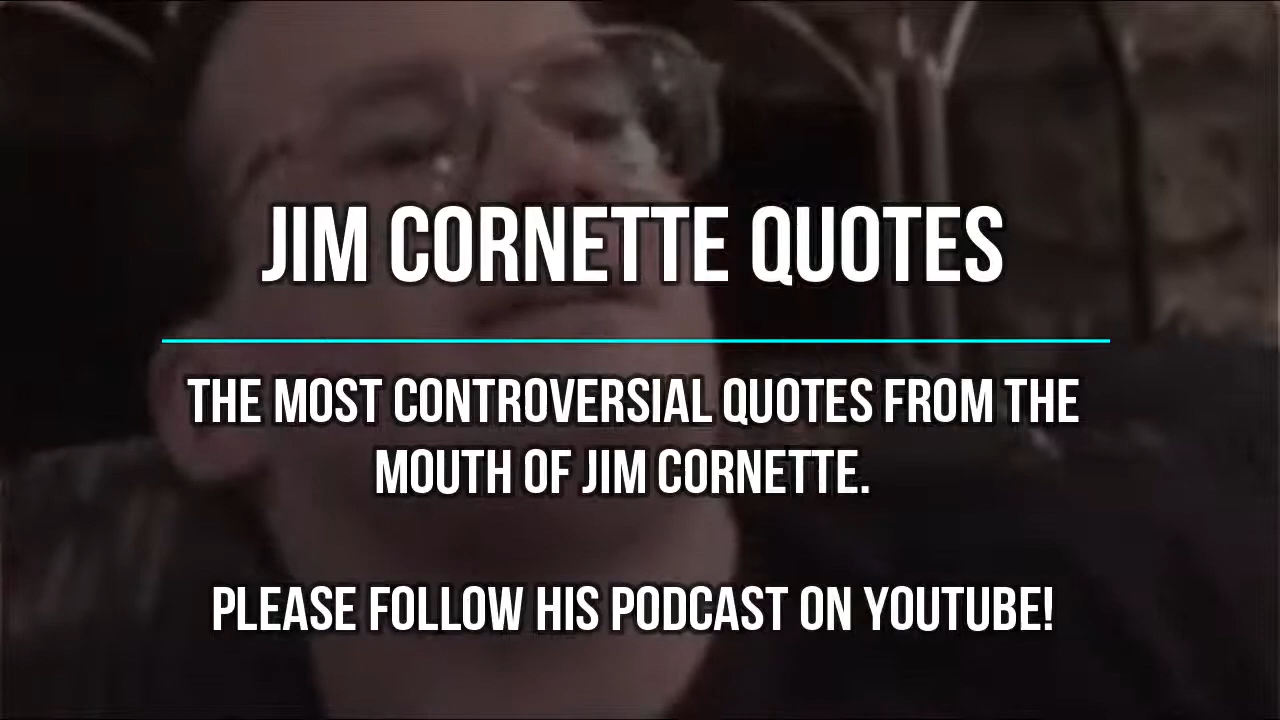 JIM CORNETTE QUOTES
THE MOST CONTROVERSIAL QUOTES FROM THE
MOUTH OF JIM CORNETTE.
PLEASE FOLLOW HIS PODCAST ON YOUTUBE!